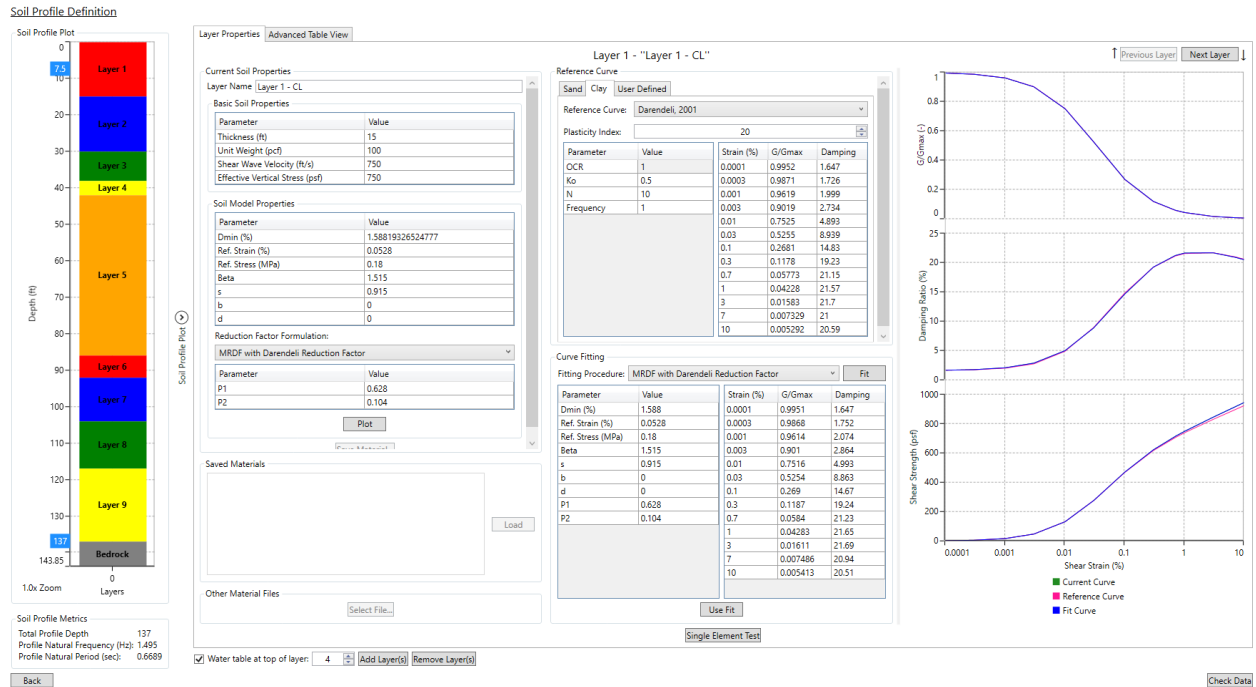 Soil Profile Definition
Soil Profile Plot
0
7.5
10
20
30
40
50
60
70
80
90
100
110
120
130
137
143.85
Depth (ft)
Layer 1
Layer 2
Layer 3
Layer 4
Layer 5
Layer 6
Layer 7
Layer 8
Layer 9
Bedrock
0
1.0x Zoom
Layers
Soil Profile Metrics
Total Profile Depth 137
Profile Natural Frequency (Hz): 1.495
Profile Natural Period (sec): 0.6689
Back
Soil Profile Plot
Layer Properties Advanced Table View
Layer 1 - "Layer 1 - CL"
↑ Previous Layer Next Layer ↓
Current Soil Properties
Layer Name Layer 1 - CL
Basic Soil Properties
Parameter Value
Thickness (ft) 15
Unit Weight (pcf) 100
Shear Wave Velocity (ft/s) 750
Effective Vertical Stress (psf) 750
Soil Model Properties
Parameter Value
Dmin (%) 1.58819326524777
Ref. Strain (%) 0.0528
Ref. Stress (MPa) 0.18
Beta 1.515
s 0.915
b 0
d 0
Reduction Factor Formulation:
MRDF with Darendeli Reduction Factor
Parameter Value
P1 0.628
P2 0.104
Plot
Save Material...
Saved Materials
Load
Other Material Files
Select File...
Reference Curve
Sand Clay User Defined
Reference Curve: Darendeli, 2001
Plasticity Index: 20
Parameter Value
OCR 1
Ko 0.5
N 10
Frequency 1
Strain (%) G/Gmax Damping
0.0001 0.9952 1.647
0.0003 0.9871 1.726
0.001 0.9619 1.999
0.003 0.9019 2.734
0.01 0.7525 4.893
0.03 0.5255 8.939
0.1 0.2681 14.83
0.3 0.1178 19.23
0.7 0.05773 21.15
1 0.04228 21.57
3 0.01583 21.7
7 0.007329 21
10 0.005292 20.59
Curve Fitting
Fitting Procedure: MRDF with Darendeli Reduction Factor Fit
Parameter Value
Dmin (%) 1.588
Ref. Strain (%) 0.0528
Ref. Stress (MPa) 0.18
Beta 1.515
s 0.915
b 0
d 0
P1 0.628
P2 0.104
Strain (%) G/Gmax Damping
0.0001 0.9951 1.647
0.0003 0.9868 1.752
0.001 0.9614 2.074
0.003 0.901 2.864
0.01 0.7516 4.993
0.03 0.5254 8.863
0.1 0.269 14.67
0.3 0.1187 19.24
0.7 0.0584 21.23
1 0.04283 21.65
3 0.01611 21.69
7 0.007486 20.94
10 0.005413 20.51
Use Fit
Single Element Test
G/Gmax (-)
1
0.8
0.6
0.4
0.2
0
Damping Ratio (%)
25
20
15
10
5
0
Shear Strength (psf)
1000
800
600
400
200
0
0.0001 0.001 0.01 0.1 1 10
Shear Strain (%)
Current Curve
Reference Curve
Fit Curve
Water table at top of layer: 4 Add Layer(s) Remove Layer(s)
Check Data